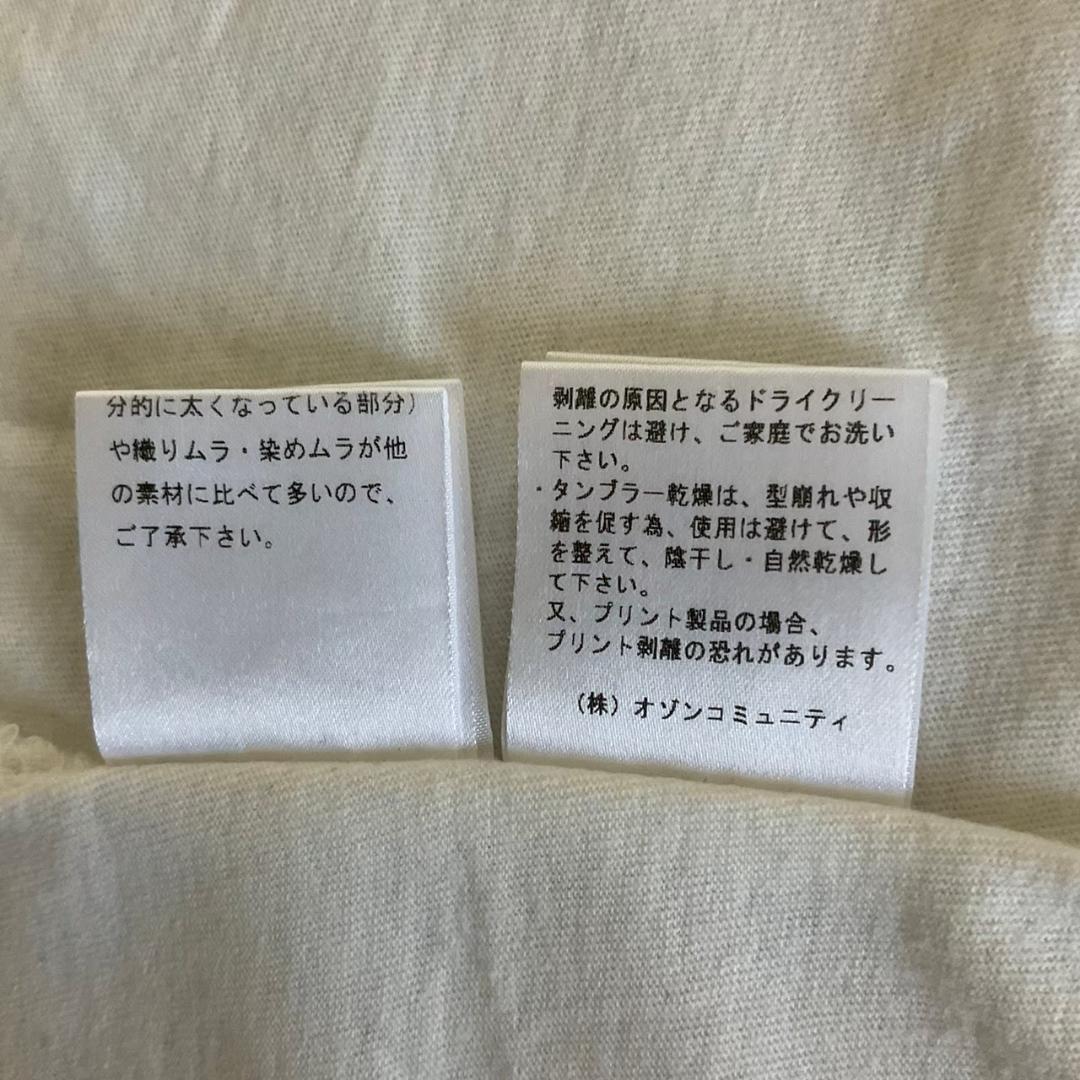 分的に太くなっている部分）
や織りムラ・染めムラが他
の素材に比べて多いので、
ご了承下さい。
剥離の原因となるドライクリー
ニングは避け、ご家庭でお洗い
下さい。
・タンブラー乾燥は、型崩れや収
縮を促す為、使用は避けて、形
を整えて、陰干し・自然乾燥し
て下さい。
又、プリント製品の場合、
プリント剥離の恐れがあります。
（株）オゾンコミュニティ